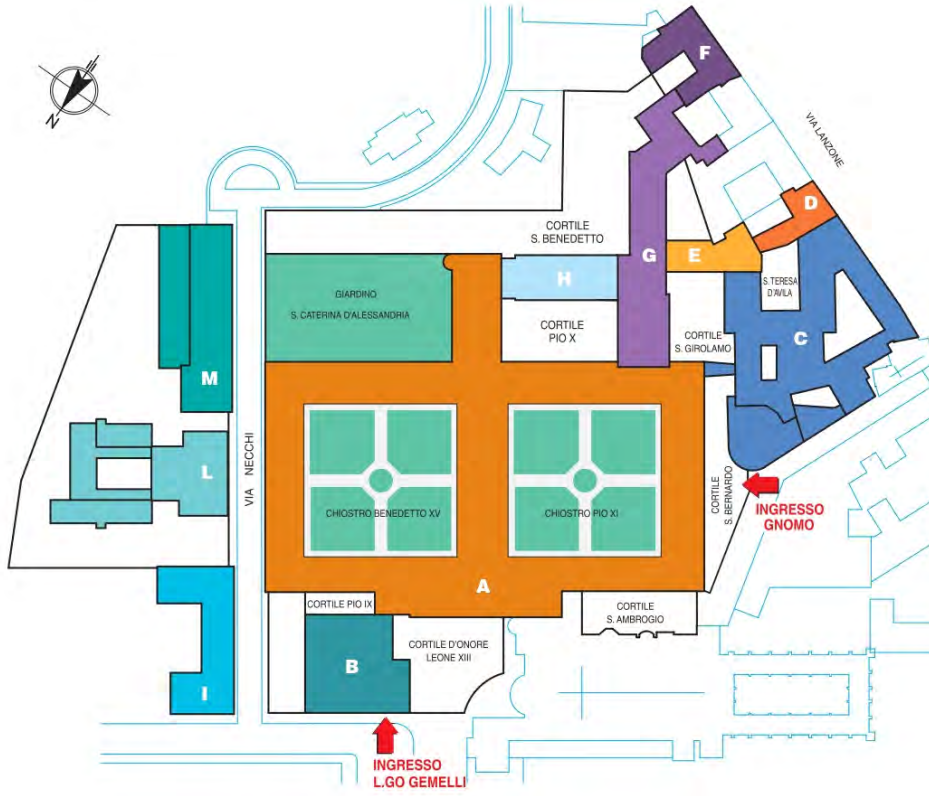 F
N
VIA LANZONE
D
CORTILE
S. BENEDETTO
G
E
H
S. TERESA
D'AVILA
GIARDINO
S. CATERINA D'ALESSANDRIA
CORTILE
PIO X
CORTILE
S. GIROLAMO
C
M
VIA NECCHI
L
CHIOSTRO BENEDETTO XV
CHIOSTRO PIO XI
CORTILE
S. BERNARDO
INGRESSO
GNOMO
A
CORTILE PIO IX
CORTILE
S. AMBROGIO
CORTILE D'ONORE
LEONE XIII
B
I
INGRESSO
L.GO GEMELLI